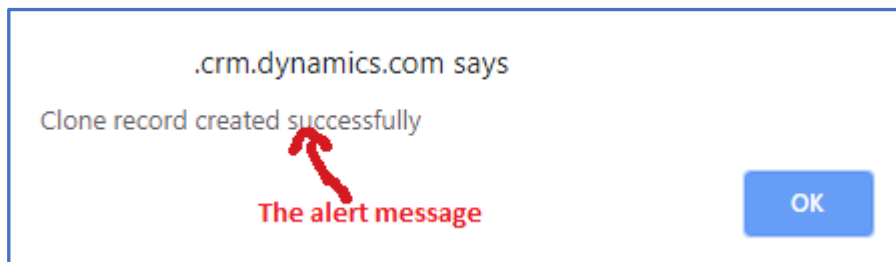 .crm.dynamics.com says
Clone record created successfully
The alert message
OK